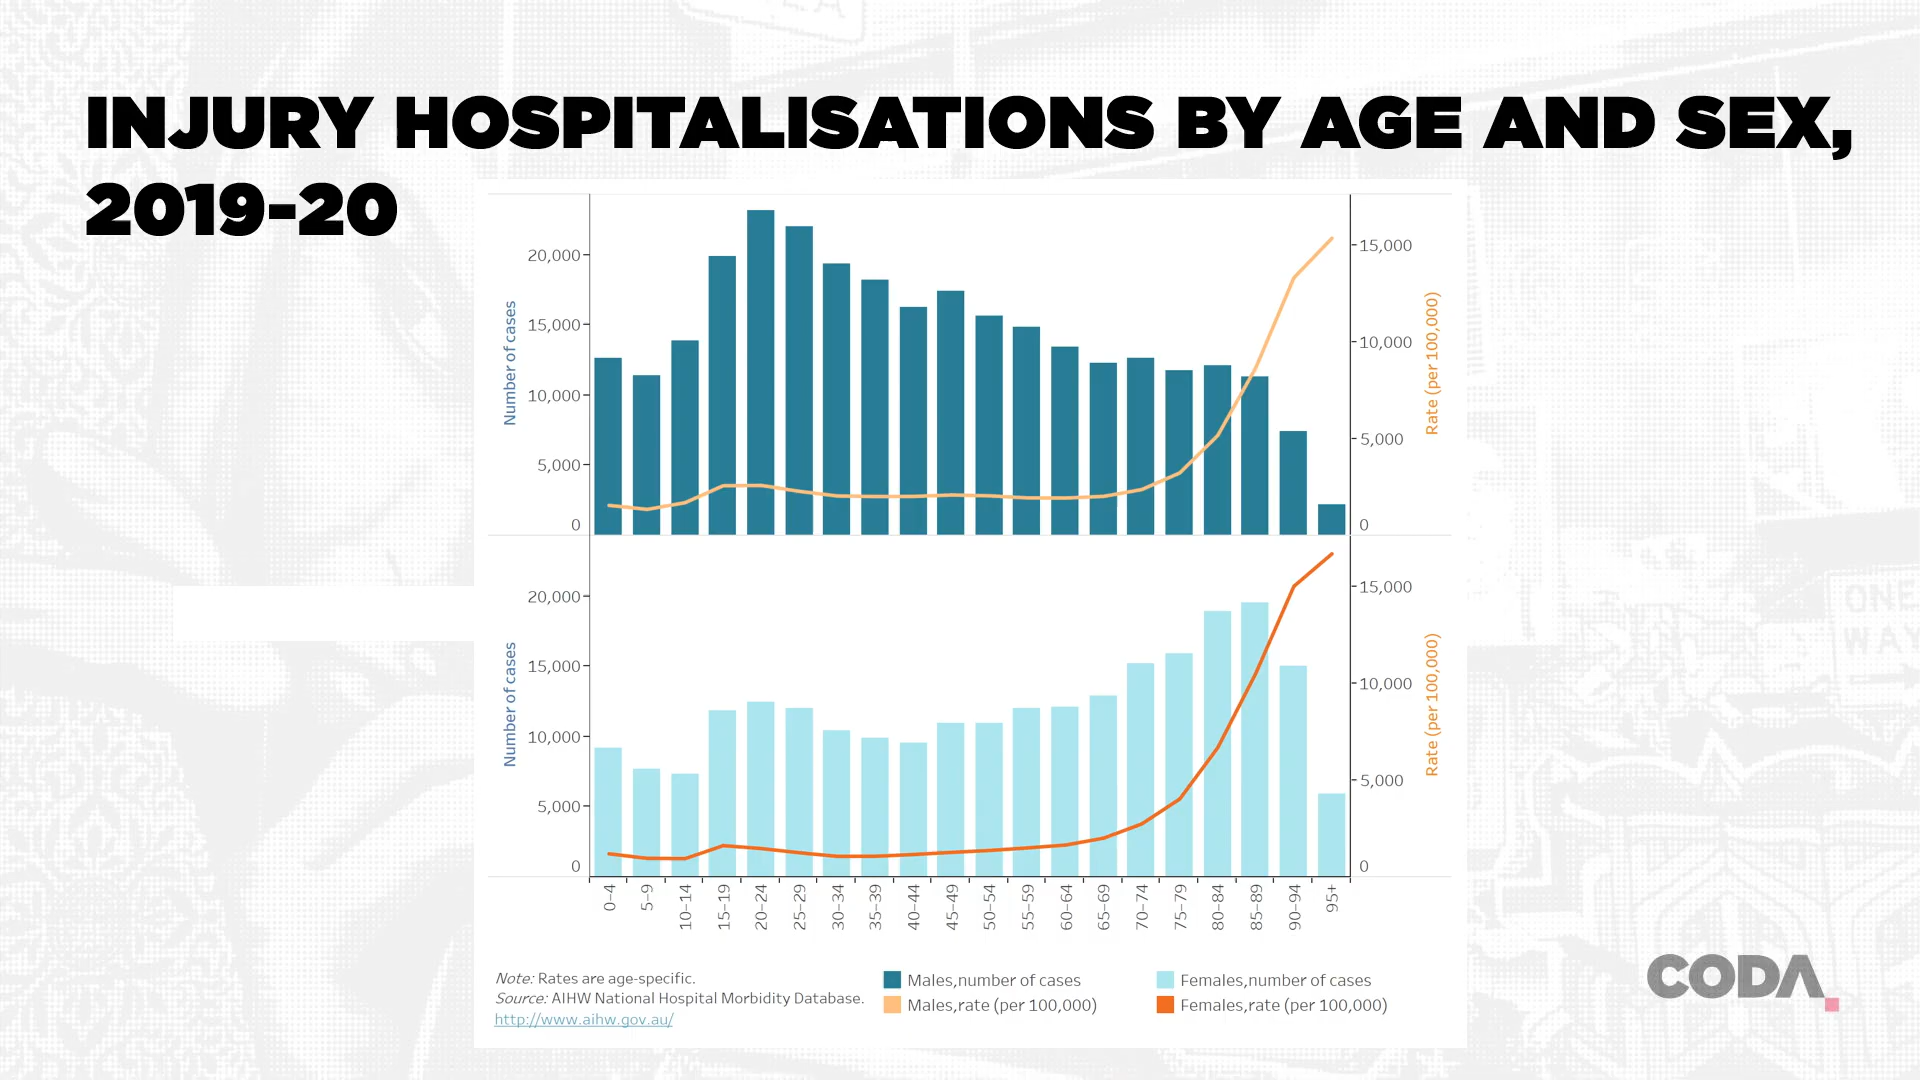 INJURY HOSPITALISATIONS BY AGE AND SEX,
2019-20
Number of cases
20,000
15,000
10,000
5,000
0
15,000
10,000
5,000
0
Rate (per 100,000)
Number of cases
20,000
15,000
10,000
5,000
0
15,000
10,000
5,000
0
Rate (per 100,000)
0–4
5–9
10–14
15–19
20–24
25–29
30–34
35–39
40–44
45–49
50–54
55–59
60–64
65–69
70–74
75–79
80–84
85–89
90–94
95+
Note: Rates are age-specific.
Source: AIHW National Hospital Morbidity Database.
http://www.aihw.gov.au/
Males,number of cases
Males,rate (per 100,000)
Females,number of cases
Females,rate (per 100,000)
ONE
WAY
CODA